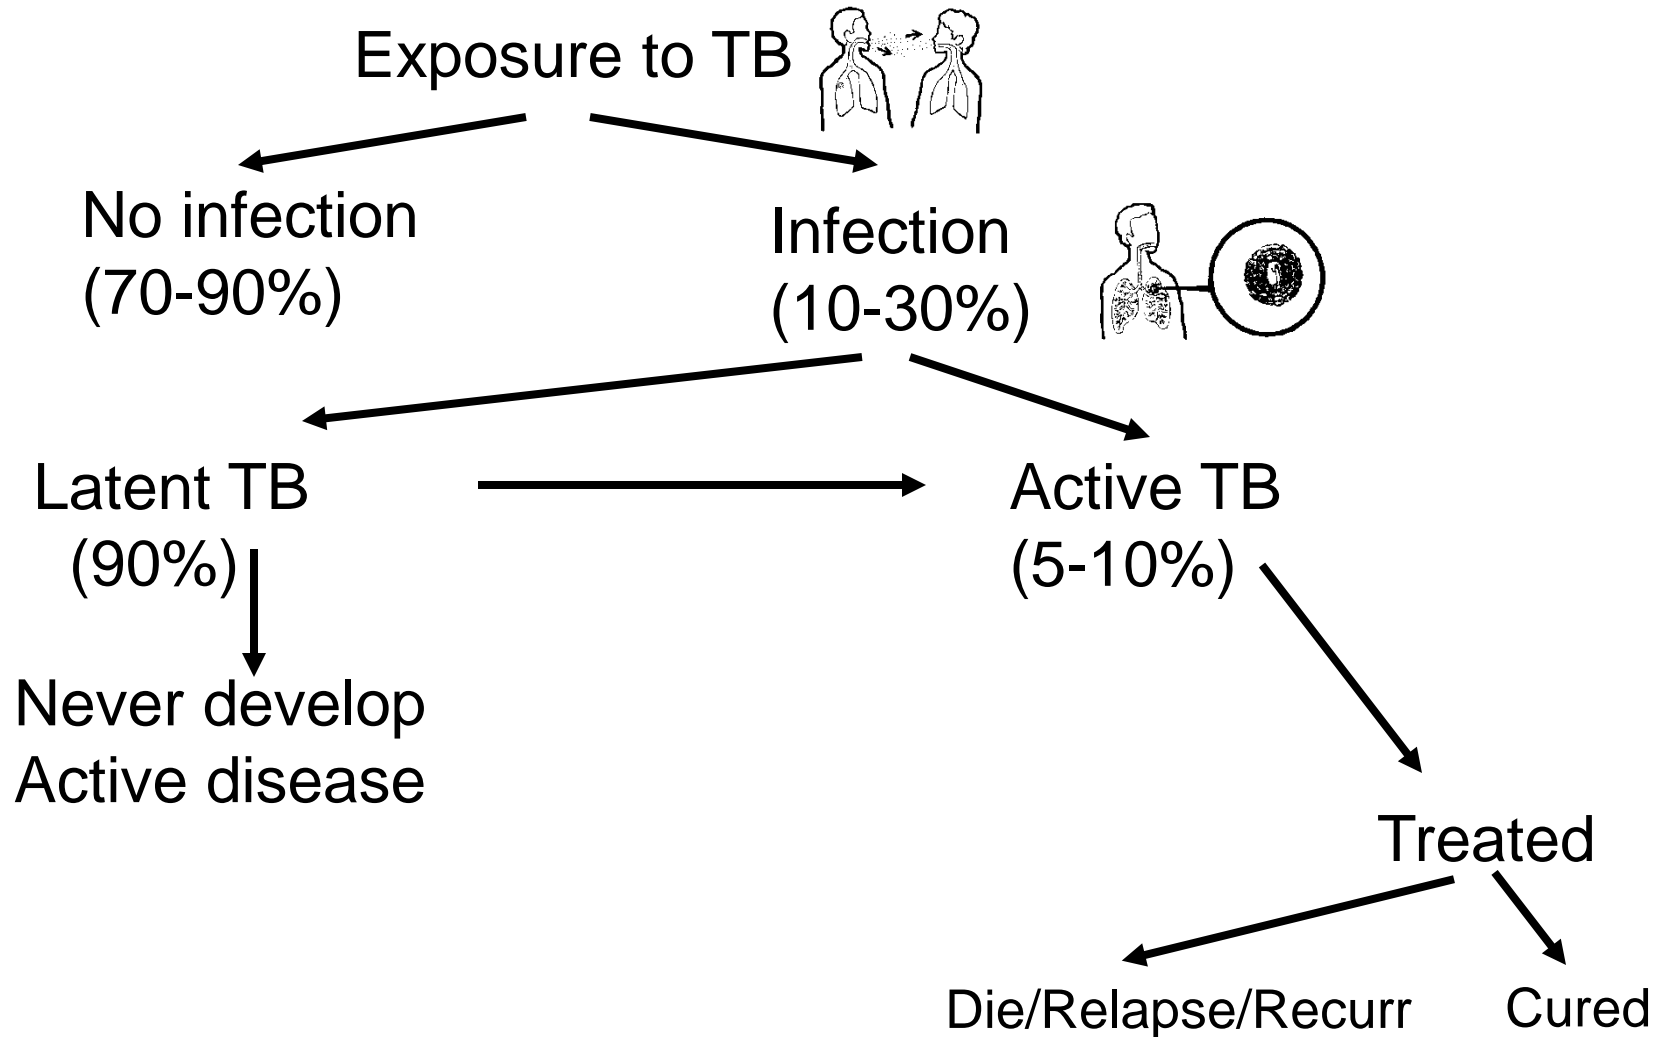 Exposure to TB
No infection
(70-90%)
Infection
(10-30%)
Latent TB
(90%)
Active TB
(5-10%)
Never develop
Active disease
Treated
Die/Relapse/Recurr
Cured